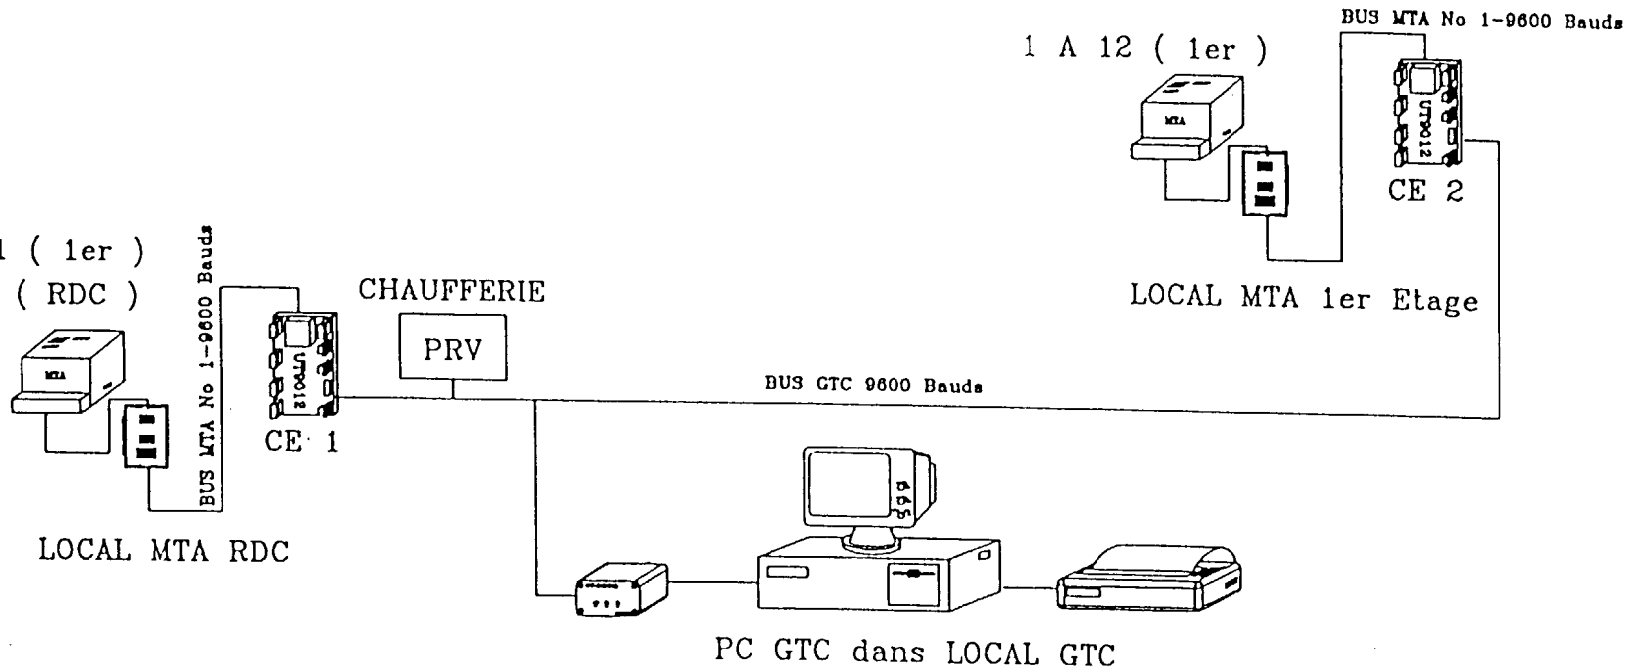 BUS MTA No 1-9600 Bauds
1 A 12 ( 1er )
MTA
UT9012
CE 2
LOCAL MTA 1er Etage
1 ( 1er )
( RDC )
BUS MTA No 1-9600 Bauds
MTA
UT9012
CE 1
LOCAL MTA RDC
CHAUFFERIE
PRV
BUS GTC 9600 Bauds
PC GTC dans LOCAL GTC